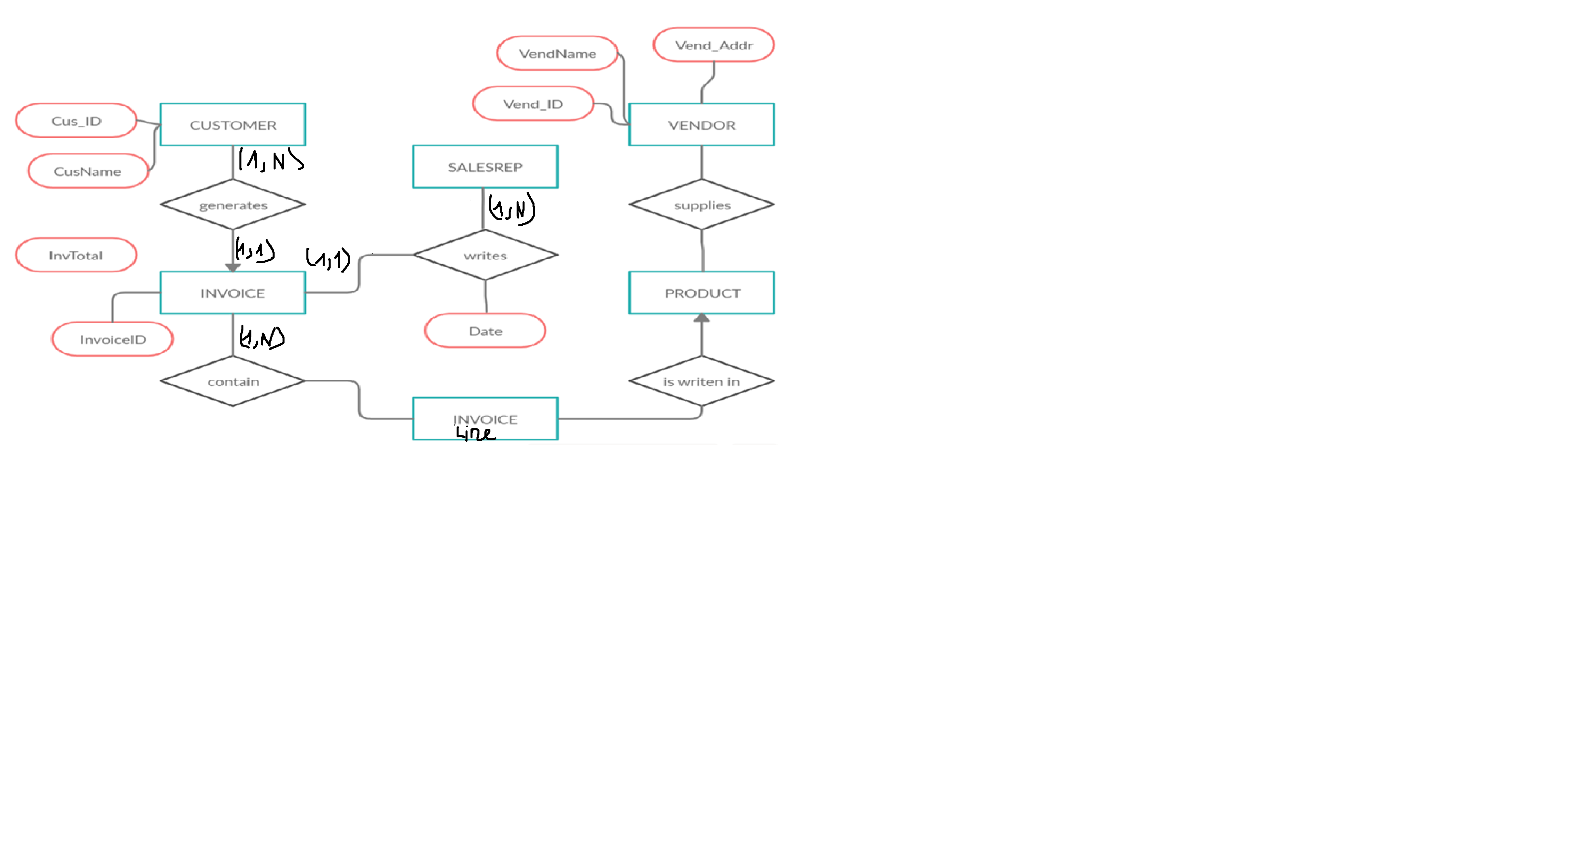 VendName
Vend_Addr
Vend_ID
Cus_ID
CUSTOMER
VENDOR
CusName
(1,N)
SALESREP
generates
(1,N)
supplies
(1,1)
(1,1)
InvTotal
writes
INVOICE
PRODUCT
InvoiceID
(1,N)
Date
contain
is writen in
INVOICE
Line